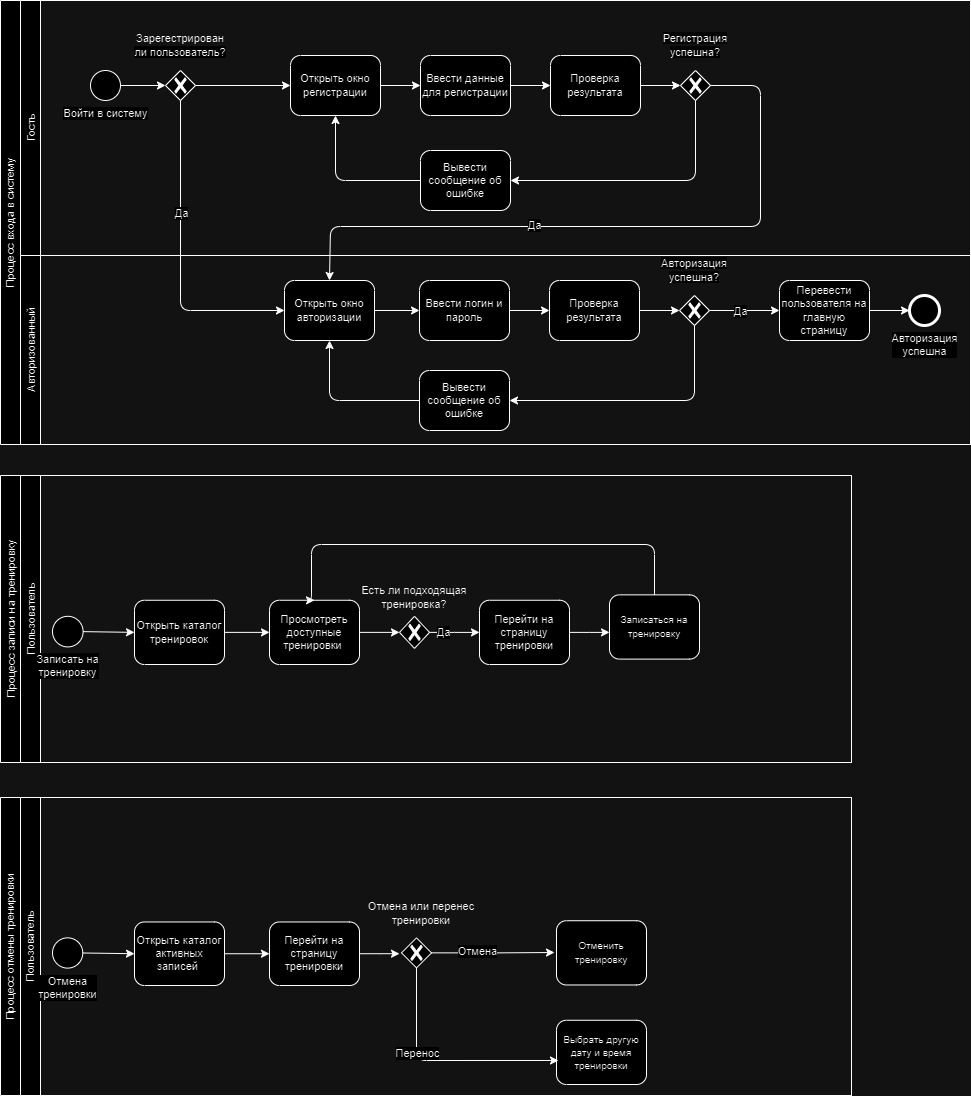 Процесс входа в систему
Гость
Зарегестрирован
ли пользователь?
Войти в систему
Открыть окно
регистрации
Ввести данные
для регистрации
Проверка
результата
Регистрация
успешна?
Вывести
сообщение об
ошибке
Да
Да
Авторизованный
Открыть окно
авторизации
Ввести логин и
пароль
Проверка
результата
Авторизация
успешна?
Да
Перевести
пользователя на
главную
страницу
Авторизация
успешна
Вывести
сообщение об
ошибке
Процесс записи на тренировку
Пользователь
Записать на
тренировку
Открыть каталог
тренировок
Просмотреть
доступные
тренировки
Есть ли подходящая
тренировка?
Да
Перейти на
страницу
тренировки
Записаться на
тренировку
Процесс отмены тренировки
Пользователь
Отмена
тренировки
Открыть каталог
активных
записей
Перейти на
страницу
тренировки
Отмена или перенес
тренировки
Отмена
Отменить
тренировку
Перенос
Выбрать другую
дату и время
тренировки